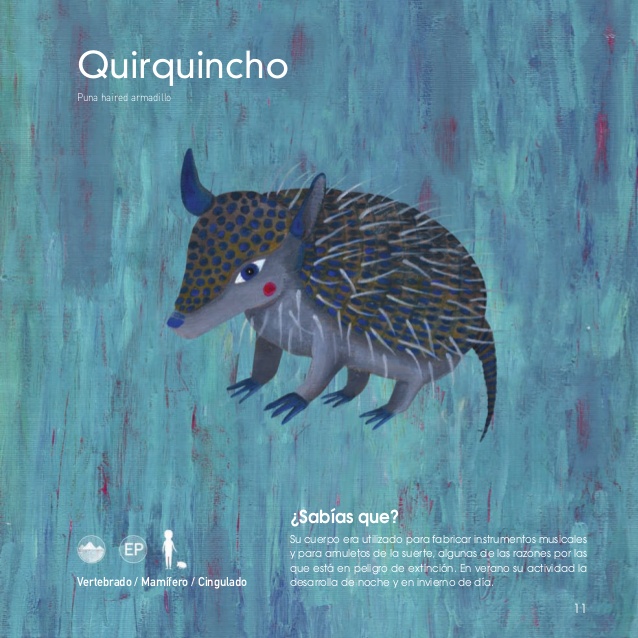 Quirquincho
Puna haired armadillo
¿Sabías que?
Su cuerpo era utilizado para fabricar instrumentos musicales
y para amuletos de la suerte, algunas de las razones por las
que está en peligro de extinción. En verano su actividad la
desarrolla de noche y en invierno de día.
EP
Vertebrado / Mamífero / Cingulado
11